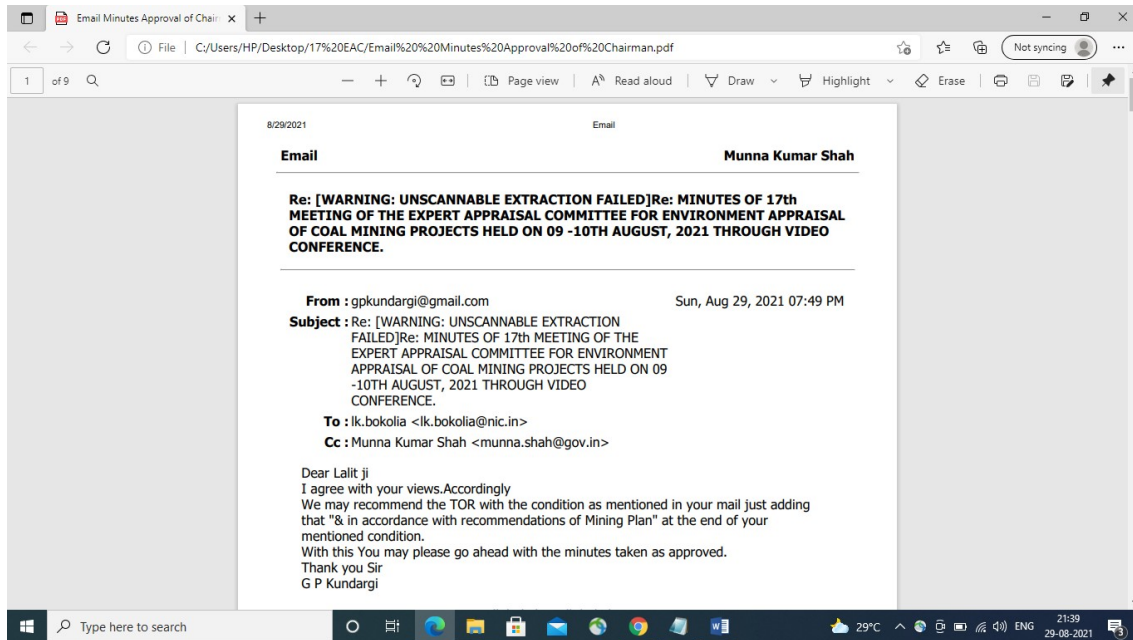 Email Minutes Approval of Chair
File C:/Users/HP/Desktop/17%20EAC/Email%20%20Minutes%20Approval%20of%20Chairman.pdf Not syncing
1 of 9 Page view Read aloud Draw Highlight Erase
8/29/2021 Email
Email Munna Kumar Shah
Re: [WARNING: UNSCANNABLE EXTRACTION FAILED]Re: MINUTES OF 17th
MEETING OF THE EXPERT APPRAISAL COMMITTEE FOR ENVIRONMENT APPRAISAL
OF COAL MINING PROJECTS HELD ON 09 -10TH AUGUST, 2021 THROUGH VIDEO
CONFERENCE.
From : gpkundargi@gmail.com Sun, Aug 29, 2021 07:49 PM
Subject : Re: [WARNING: UNSCANNABLE EXTRACTION
FAILED]Re: MINUTES OF 17th MEETING OF THE
EXPERT APPRAISAL COMMITTEE FOR ENVIRONMENT
APPRAISAL OF COAL MINING PROJECTS HELD ON 09
-10TH AUGUST, 2021 THROUGH VIDEO
CONFERENCE.
To : lk.bokolia <lk.bokolia@nic.in>
Cc : Munna Kumar Shah <munna.shah@gov.in>
Dear Lalit ji
I agree with your views.Accordingly
We may recommend the TOR with the condition as mentioned in your mail just adding
that "& in accordance with recommendations of Mining Plan" at the end of your
mentioned condition.
With this You may please go ahead with the minutes taken as approved.
Thank you Sir
G P Kundargi
Type here to search 29°C ENG 21:39
29-08-2021 3